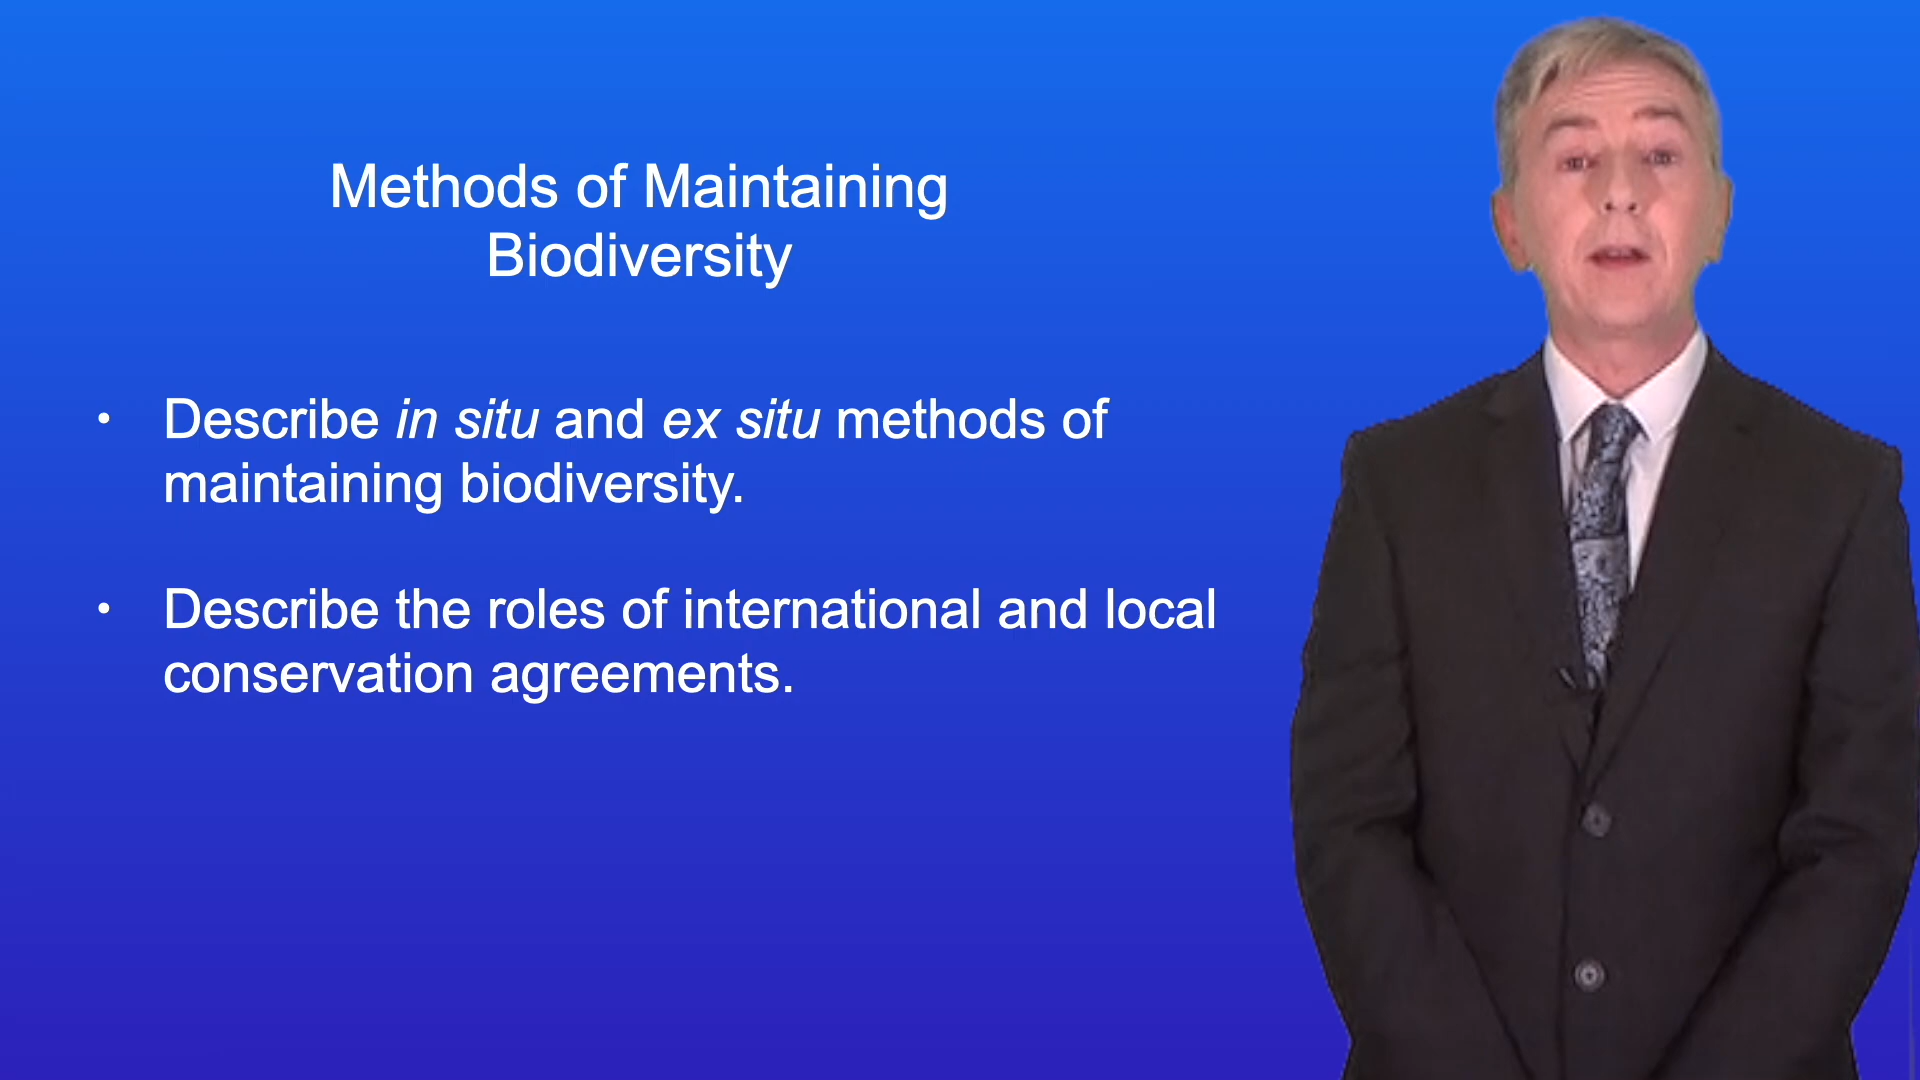 Methods of Maintaining
Biodiversity
• Describe in situ and ex situ methods of
maintaining biodiversity.
• Describe the roles of international and local
conservation agreements.